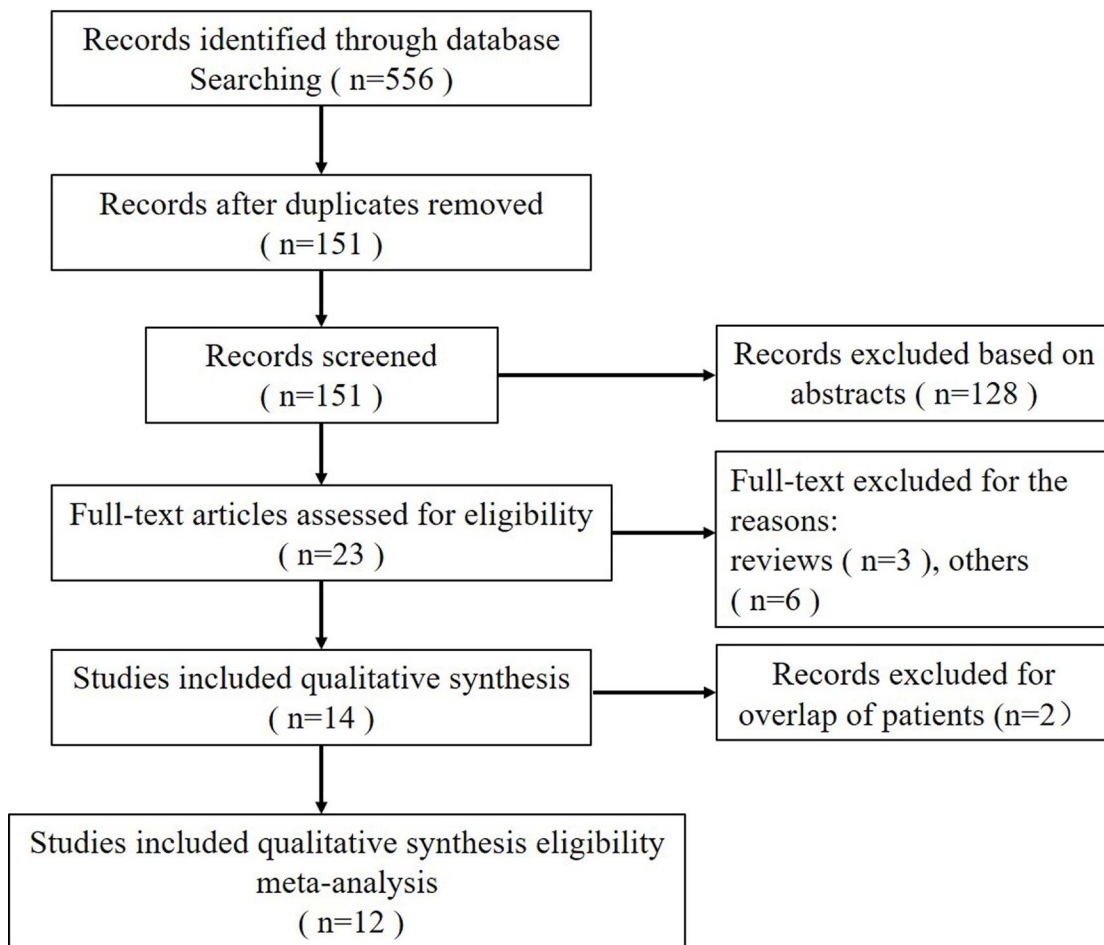 Records identified through database
Searching ( n=556 )
Records after duplicates removed
( n=151 )
Records screened
( n=151 )
Records excluded based on
abstracts ( n=128 )
Full-text articles assessed for eligibility
( n=23 )
Full-text excluded for the
reasons:
reviews ( n=3 ), others
( n=6 )
Studies included qualitative synthesis
( n=14 )
Records excluded for
overlap of patients (n=2）
Studies included qualitative synthesis eligibility
meta-analysis
( n=12 )